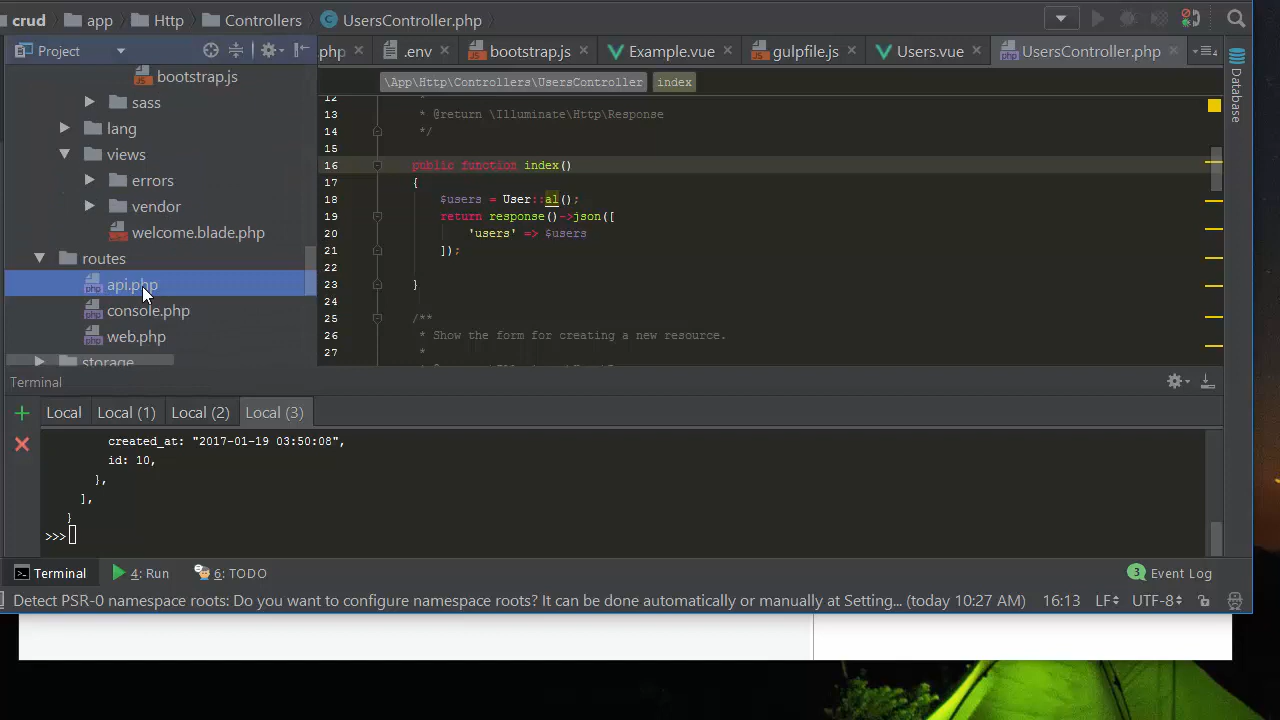 crud app Http Controllers UsersController.php
Project
php .env bootstrap.js Example.vue gulpfile.js Users.vue UsersController.php
\App\Http\Controllers\UsersController index
bootstrap.js
sass
lang
views
errors
vendor
welcome.blade.php
routes
api.php
console.php
web.php
storage
12
13 * @return \Illuminate\Http\Response
14 */
15
16 public function index()
17 {
18 $users = User::al();
19 return response()->json([
20 'users' => $users
21 ]);
22
23 }
24
25 /**
26 * Show the form for creating a new resource.
27 *
Database
Terminal
Local Local (1) Local (2) Local (3)
created_at: "2017-01-19 03:50:08",
id: 10,
},
],
}
>>>
Terminal 4: Run 6: TODO 3 Event Log
Detect PSR-0 namespace roots: Do you want to configure namespace roots? It can be done automatically or manually at Setting... (today 10:27 AM) 16:13 LF UTF-8